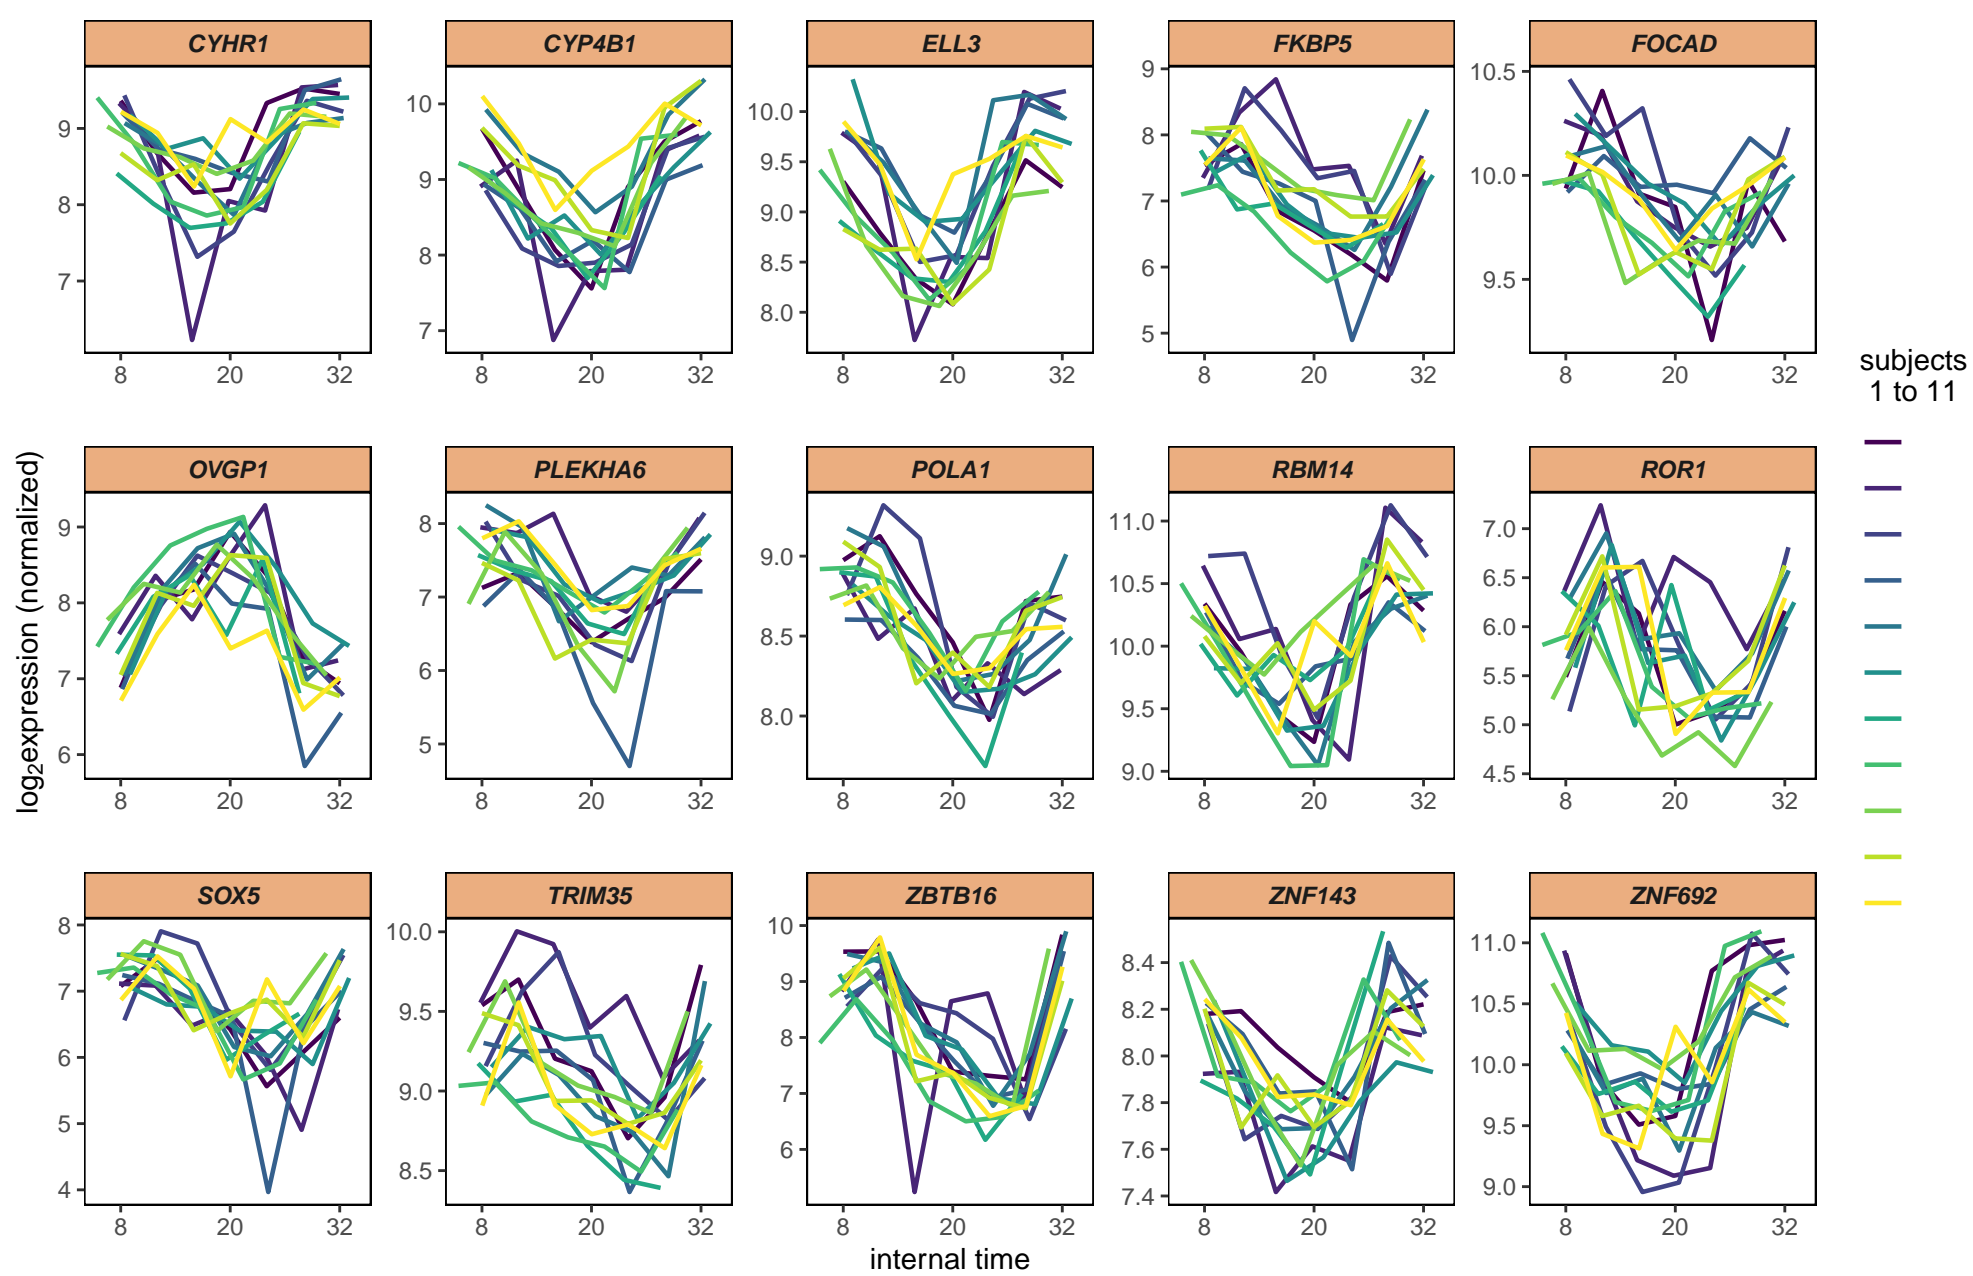 CYHR1 CYP4B1 ELL3 FKBP5 FOCAD
9 8 7
10 9 8 7
10.0 9.5 9.0 8.5 8.0
9 8 7 6 5
10.5 10.0 9.5
8 20 32 8 20 32 8 20 32 8 20 32 8 20 32
subjects
1 to 11
log₂expression (normalized)
OVGP1 PLEKHA6 POLA1 RBM14 ROR1
9 8 7 6
8 7 6 5
9.0 8.5 8.0
11.0 10.5 10.0 9.5 9.0
7.0 6.5 6.0 5.5 5.0 4.5
8 20 32 8 20 32 8 20 32 8 20 32 8 20 32
SOX5 TRIM35 ZBTB16 ZNF143 ZNF692
8 7 6 5 4
10.0 9.5 9.0 8.5
10 9 8 7 6
8.4 8.2 8.0 7.8 7.6 7.4
11.0 10.5 10.0 9.5 9.0
8 20 32 8 20 32 8 20 32 8 20 32 8 20 32
internal time